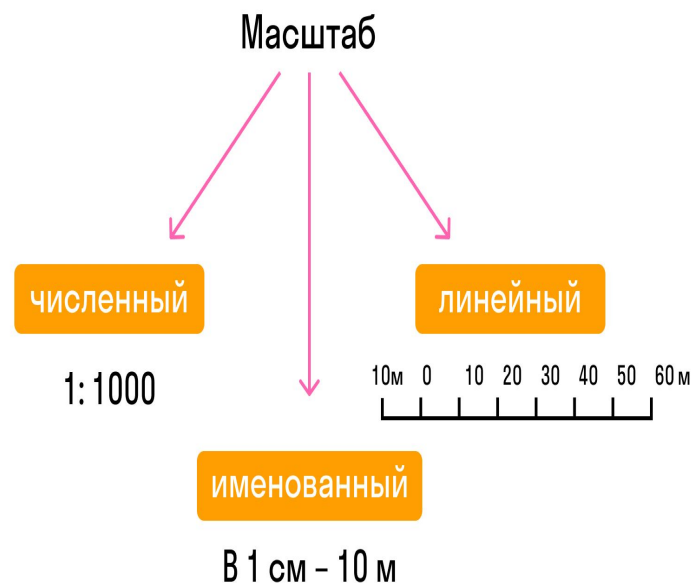 Масштаб
численный
1: 1000
линейный
10м 0 10 20 30 40 50 60 м
именованный
В 1 см – 10 м